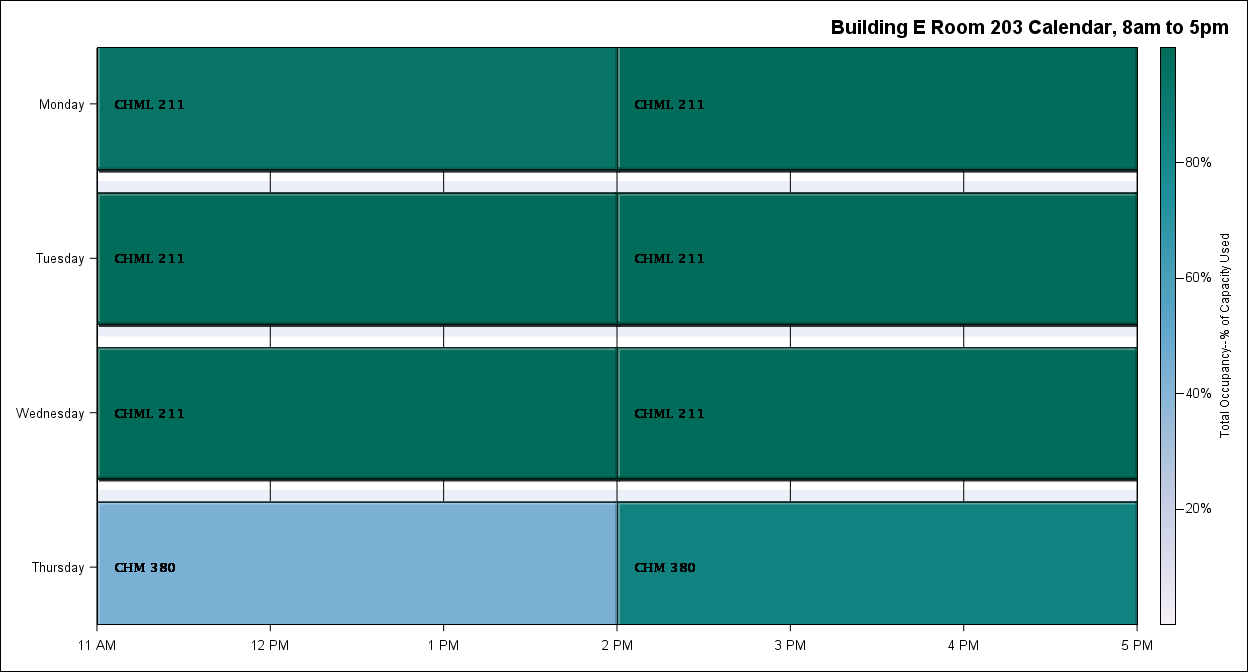 Building E Room 203 Calendar, 8am to 5pm
Monday
CHML 211
CHML 211
Tuesday
CHML 211
CHML 211
Wednesday
CHML 211
CHML 211
Thursday
CHM 380
CHM 380
11 AM
12 PM
1 PM
2 PM
3 PM
4 PM
5 PM
80%
60%
40%
20%
Total Occupancy--% of Capacity Used